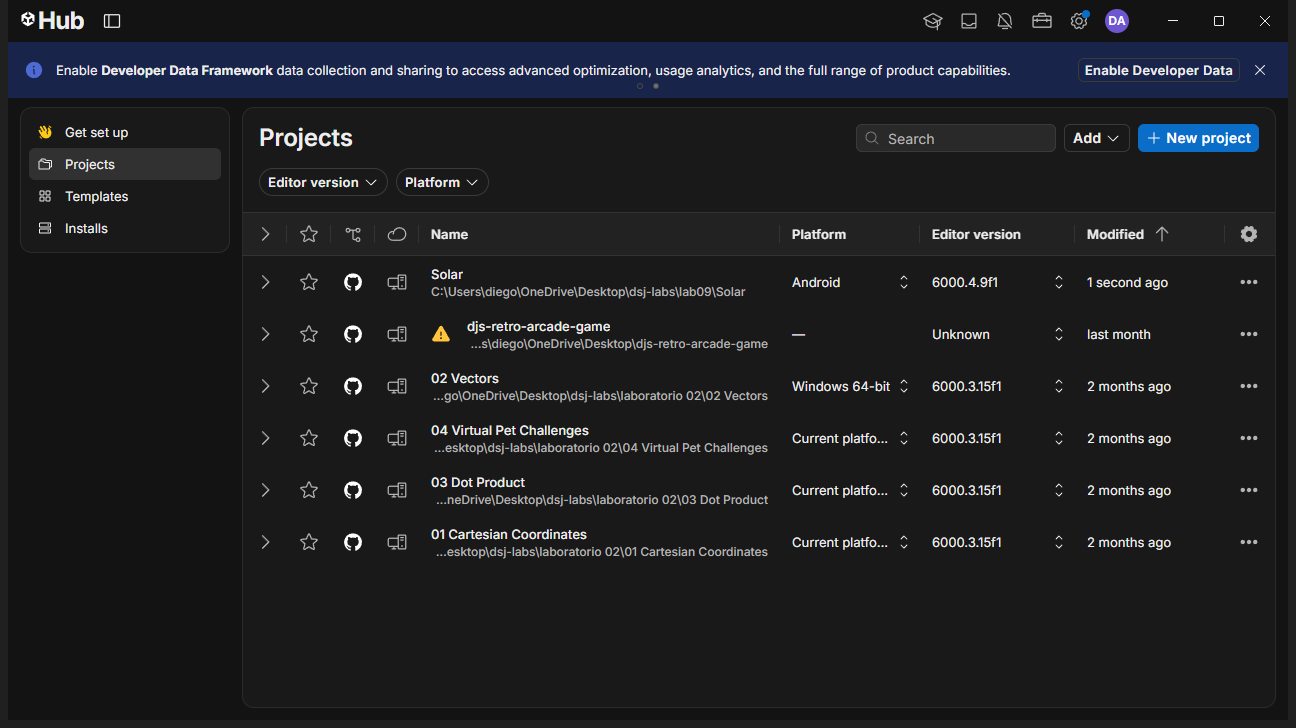 Hub
DA
Enable Developer Data Framework data collection and sharing to access advanced optimization, usage analytics, and the full range of product capabilities.
Enable Developer Data
Get set up
Projects
Templates
Installs
Projects
Search
Add
+ New project
Editor version
Platform
Name Platform Editor version Modified
Solar
C:\Users\diego\OneDrive\Desktop\dsj-labs\lab09\Solar
Android 6000.4.9f1 1 second ago
djs-retro-arcade-game
...s\diego\OneDrive\Desktop\djs-retro-arcade-game
— Unknown last month
02 Vectors
...go\OneDrive\Desktop\dsj-labs\laboratorio 02\02 Vectors
Windows 64-bit 6000.3.15f1 2 months ago
04 Virtual Pet Challenges
...esktop\dsj-labs\laboratorio 02\04 Virtual Pet Challenges
Current platfo... 6000.3.15f1 2 months ago
03 Dot Product
...neDrive\Desktop\dsj-labs\laboratorio 02\03 Dot Product
Current platfo... 6000.3.15f1 2 months ago
01 Cartesian Coordinates
...esktop\dsj-labs\laboratorio 02\01 Cartesian Coordinates
Current platfo... 6000.3.15f1 2 months ago